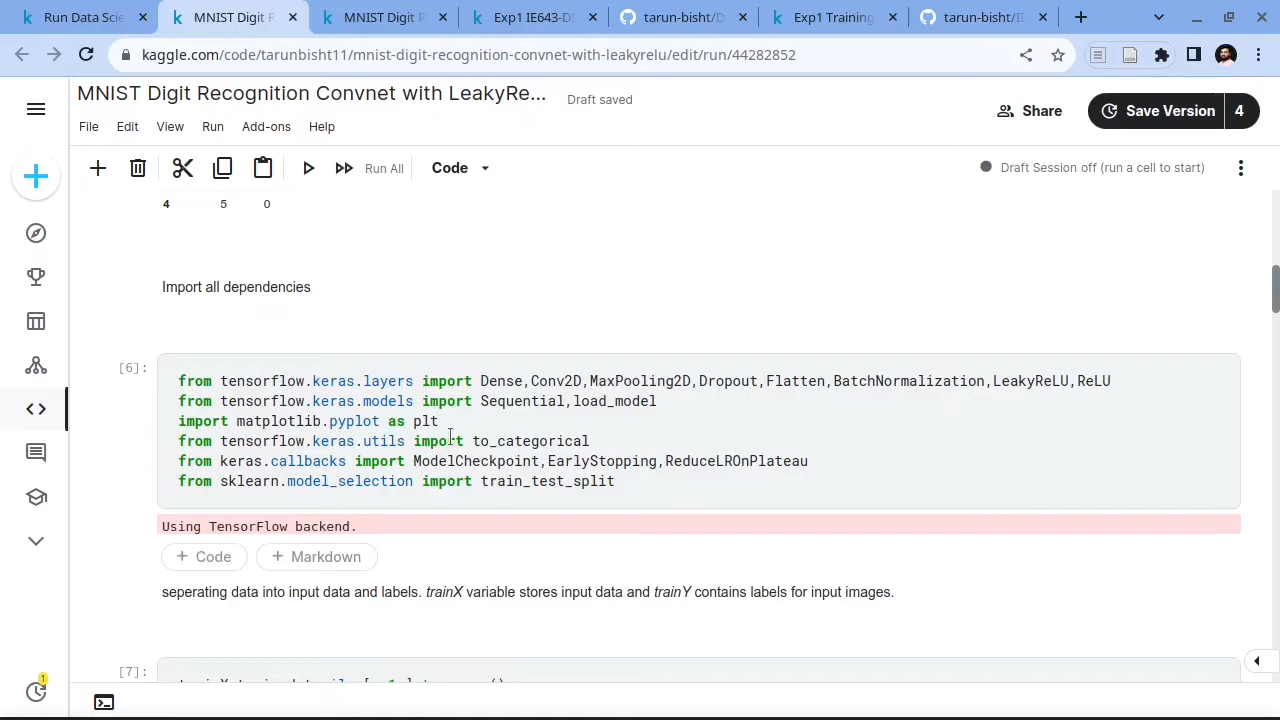 Run Data Scie
MNIST Digit R
MNIST Digit R
Exp1 IE643-D
tarun-bisht/D
Exp1 Training
tarun-bisht/IE
kaggle.com/code/tarunbisht11/mnist-digit-recognition-convnet-with-leakyrelu/edit/run/44282852
MNIST Digit Recognition Convnet with LeakyRe...
Draft saved
Share
Save Version
4
File Edit View Run Add-ons Help
Run All
Code
Draft Session off (run a cell to start)
4 5 0
Import all dependencies
[6]:
from tensorflow.keras.layers import Dense,Conv2D,MaxPooling2D,Dropout,Flatten,BatchNormalization,LeakyReLU,ReLU
from tensorflow.keras.models import Sequential,load_model
import matplotlib.pyplot as plt
from tensorflow.keras.utils import to_categorical
from keras.callbacks import ModelCheckpoint,EarlyStopping,ReduceLROnPlateau
from sklearn.model_selection import train_test_split
Using TensorFlow backend.
+ Code
+ Markdown
seperating data into input data and labels. trainX variable stores input data and trainY contains labels for input images.
[7]:
1